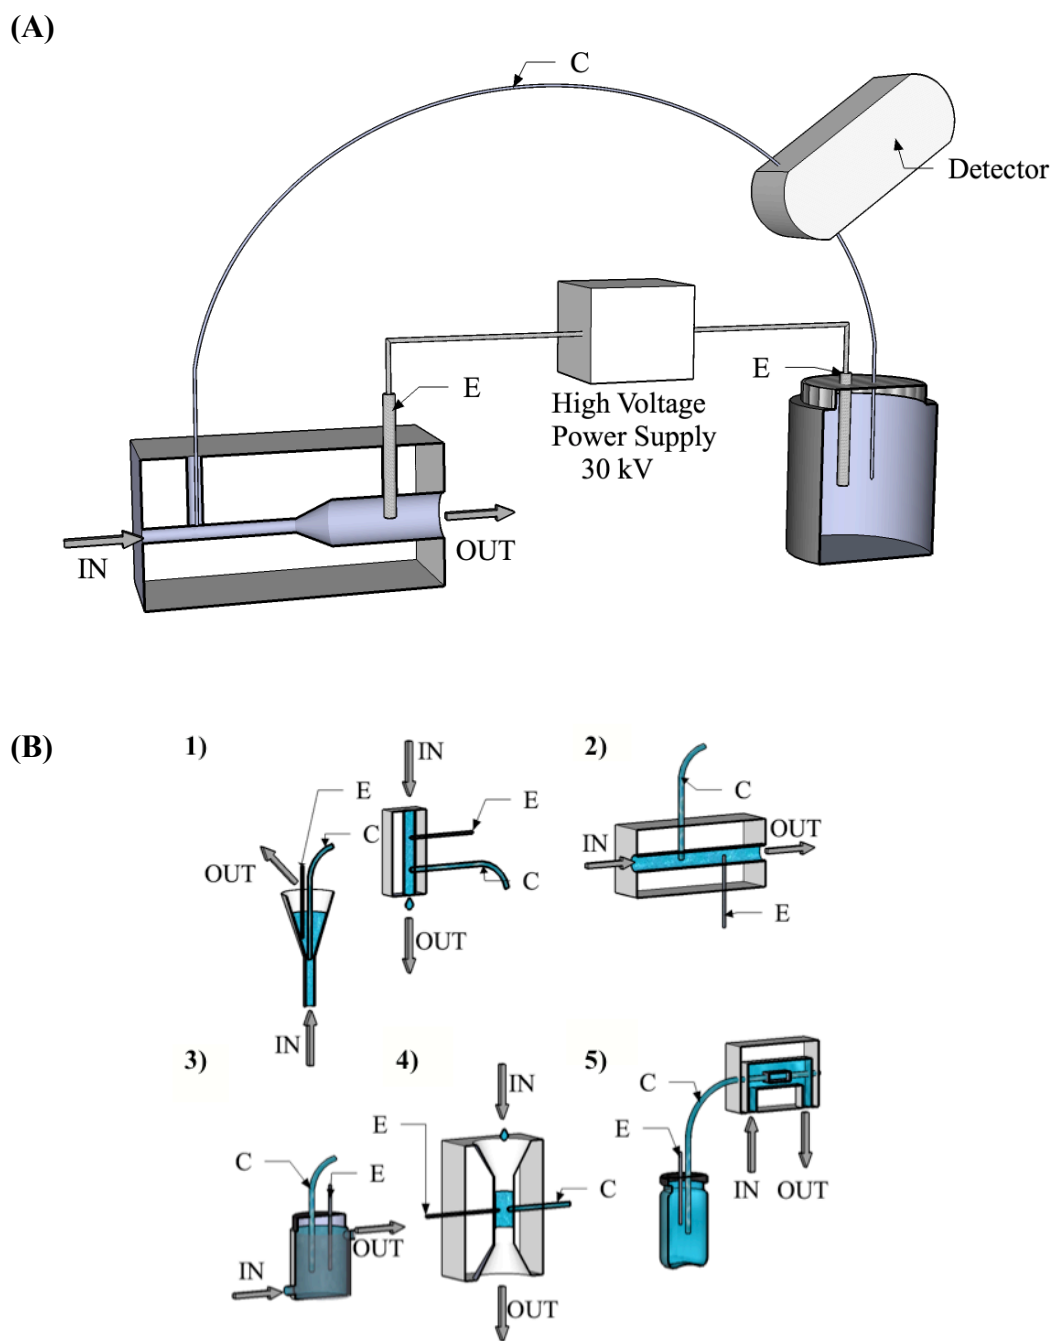 (A)
C
Detector
E
E
High Voltage
Power Supply
30 kV
IN
OUT
(B)
1)
E
C
OUT
IN
IN
E
C
OUT
2)
C
IN
OUT
E
3)
C
E
OUT
IN
4)
IN
E
C
OUT
5)
C
E
IN
OUT